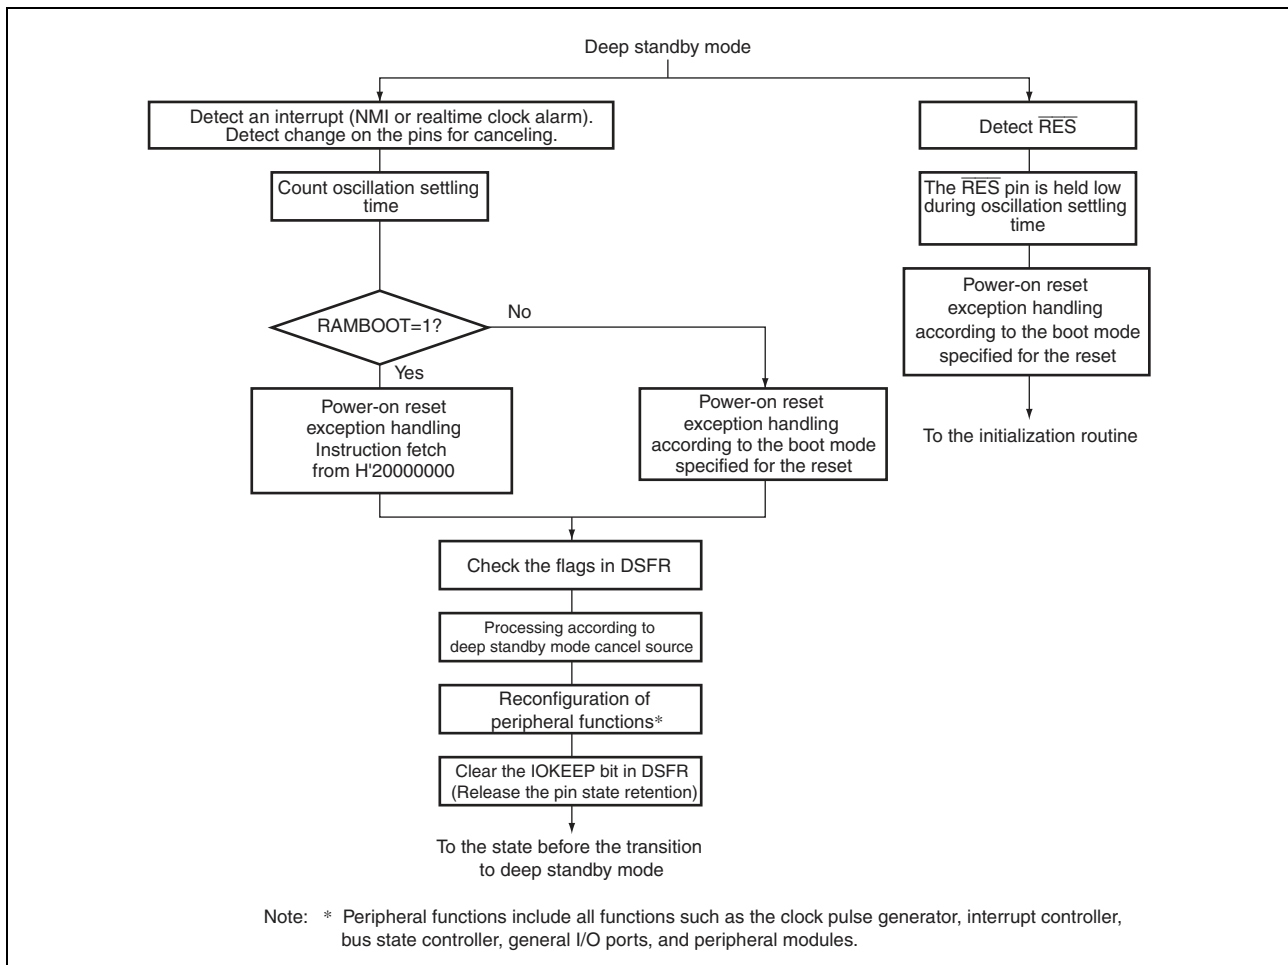 Deep standby mode
Detect an interrupt (NMI or realtime clock alarm).
Detect change on the pins for canceling.
Count oscillation settling
time
RAMBOOT=1?
No
Yes
Power-on reset
exception handling
Instruction fetch
from H'20000000
Power-on reset
exception handling
according to the boot mode
specified for the reset
Detect R̅E̅S̅
The R̅E̅S̅ pin is held low
during oscillation settling
time
Power-on reset
exception handling
according to the boot mode
specified for the reset
To the initialization routine
Check the flags in DSFR
Processing according to
deep standby mode cancel source
Reconfiguration of
peripheral functions*
Clear the IOKEEP bit in DSFR
(Release the pin state retention)
To the state before the transition
to deep standby mode
Note: * Peripheral functions include all functions such as the clock pulse generator, interrupt controller,
bus state controller, general I/O ports, and peripheral modules.